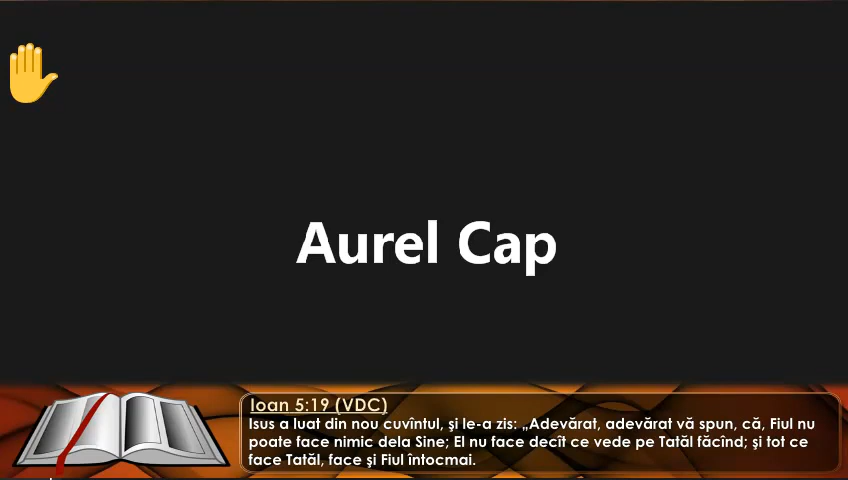 Aurel Cap
Ioan 5:19 (VDC)
Isus a luat din nou cuvîntul, şi le-a zis: „Adevărat, adevărat vă spun, că, Fiul nu
poate face nimic dela Sine; El nu face decît ce vede pe Tatăl făcînd; şi tot ce
face Tatăl, face şi Fiul întocmai.